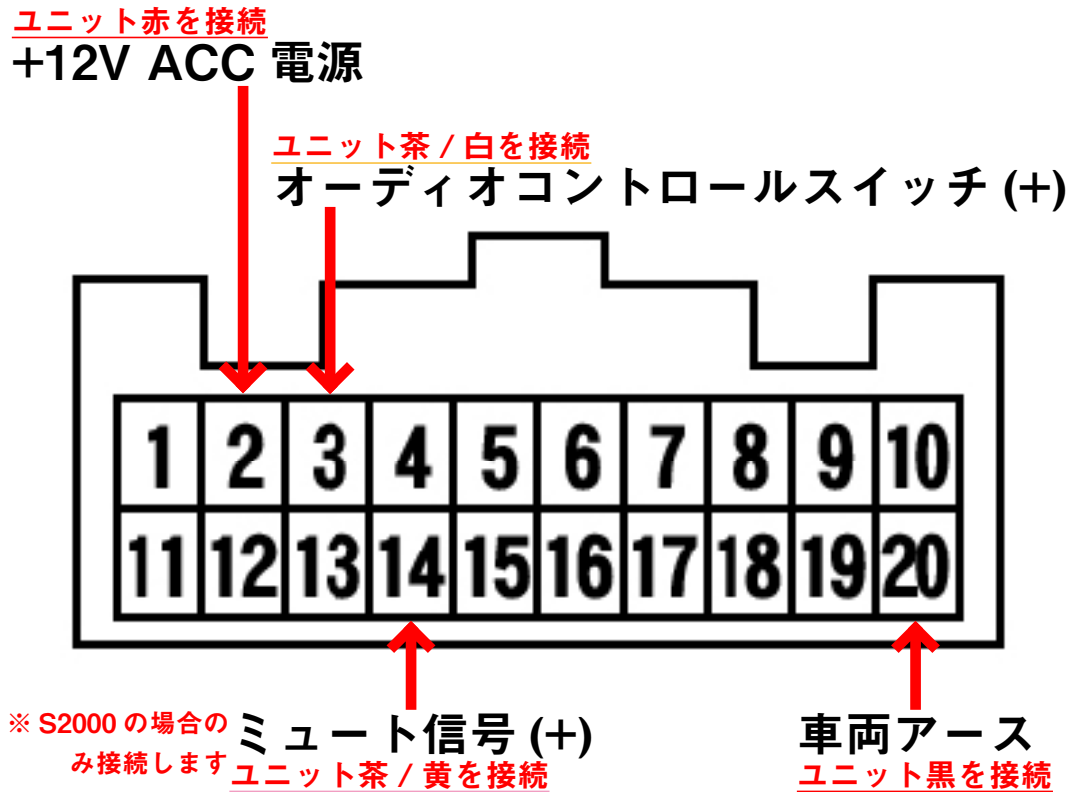 ユニット赤を接続
+12V ACC 電源
ユニット茶 / 白を接続
オーディオコントロールスイッチ (+)
1 2 3 4 5 6 7 8 9 10
11 12 13 14 15 16 17 18 19 20
※ S2000 の場合の
み接続します
ミュート信号 (+)
ユニット茶 / 黄を接続
車両アース
ユニット黒を接続